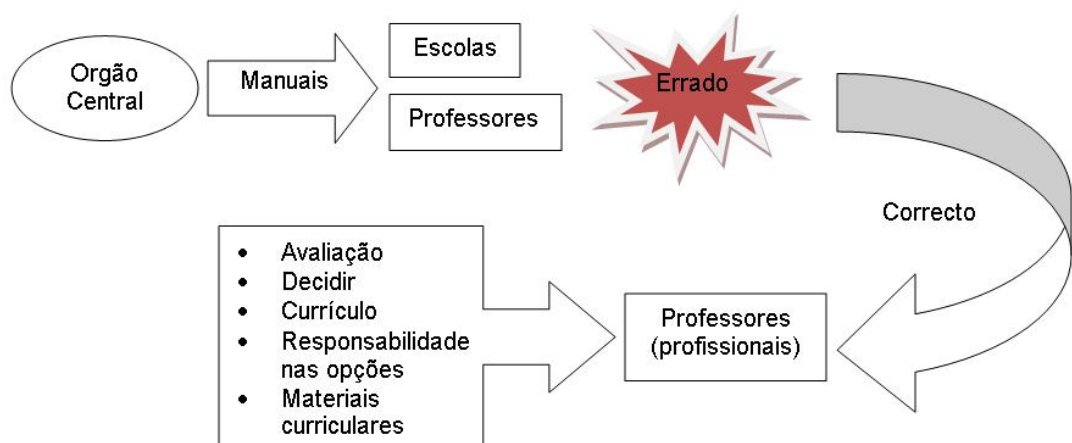 Orgão
Central
Manuais
Escolas
Professores
Errado
Correcto
• Avaliação
• Decidir
• Currículo
• Responsabilidade
nas opções
• Materiais
curriculares
Professores
(profissionais)